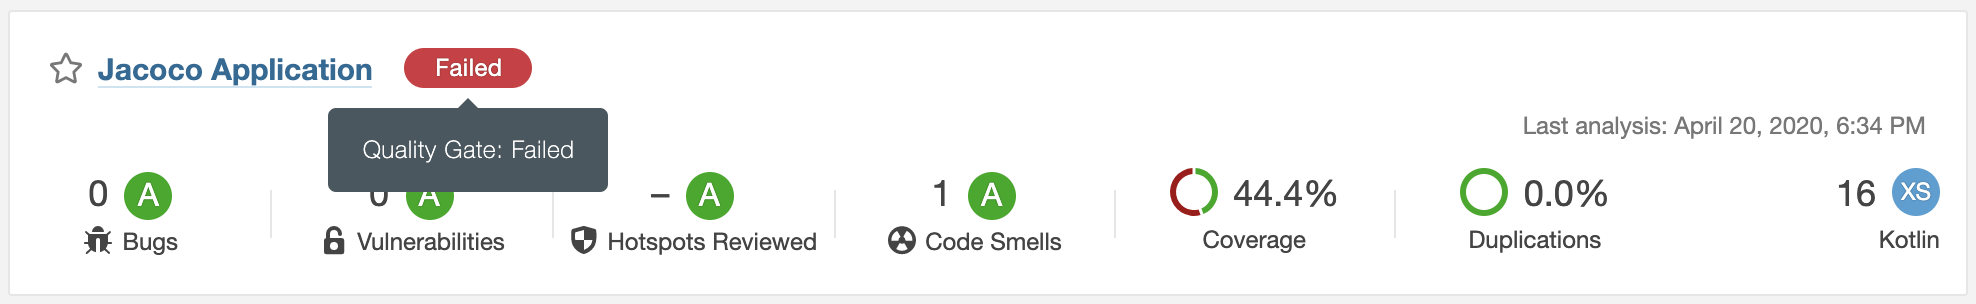 Jacoco Application Failed
Quality Gate: Failed
Last analysis: April 20, 2020, 6:34 PM
0 A 0 A – A 1 A 44.4% 0.0% 16 XS
Bugs Vulnerabilities Hotspots Reviewed Code Smells Coverage Duplications Kotlin